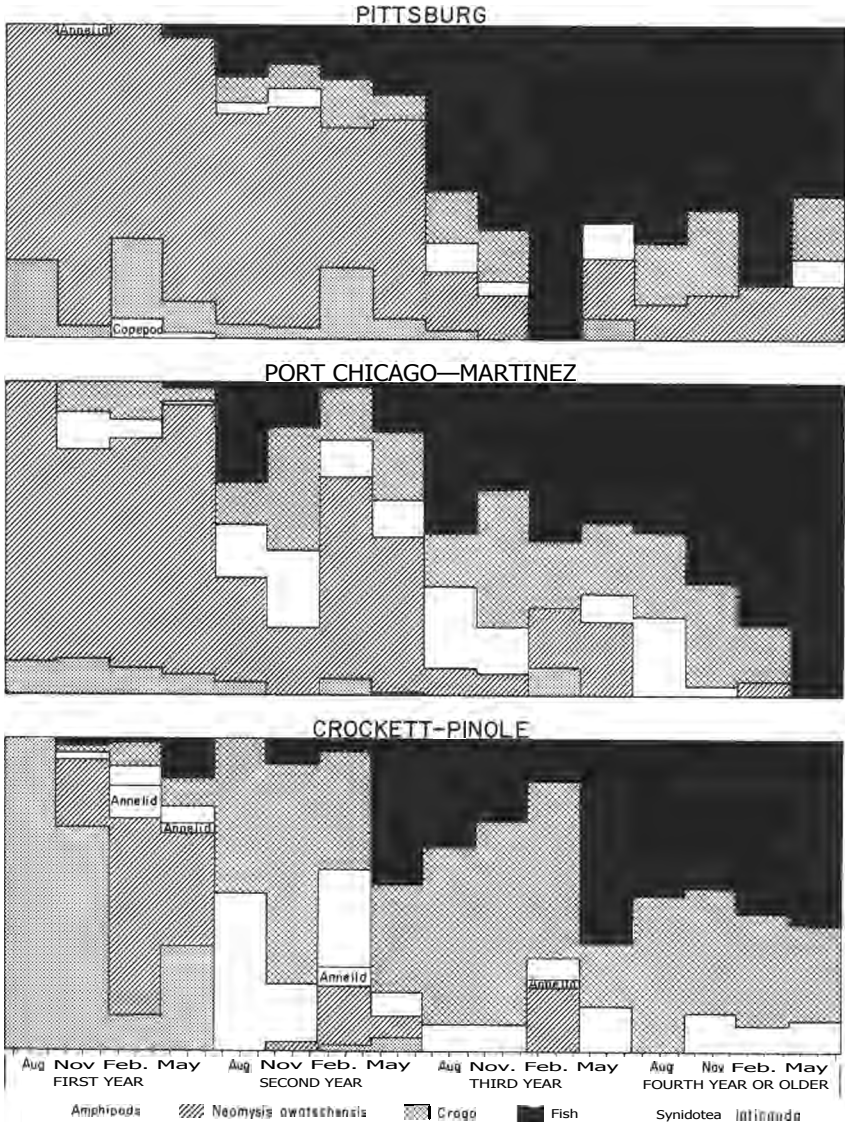 PITTSBURG
Annelid
Copepod
PORT CHICAGO—MARTINEZ
CROCKETT-PINOLE
Annelid
Annelid
Annelid
Annelid
Aug Nov Feb. May Aug Nov Feb. May Aug Nov. Feb. May Aug Nov Feb. May
FIRST YEAR SECOND YEAR THIRD YEAR FOURTH YEAR OR OLDER
Amphipods Neomysis awatschensis Crago Fish Synidotea laticauda